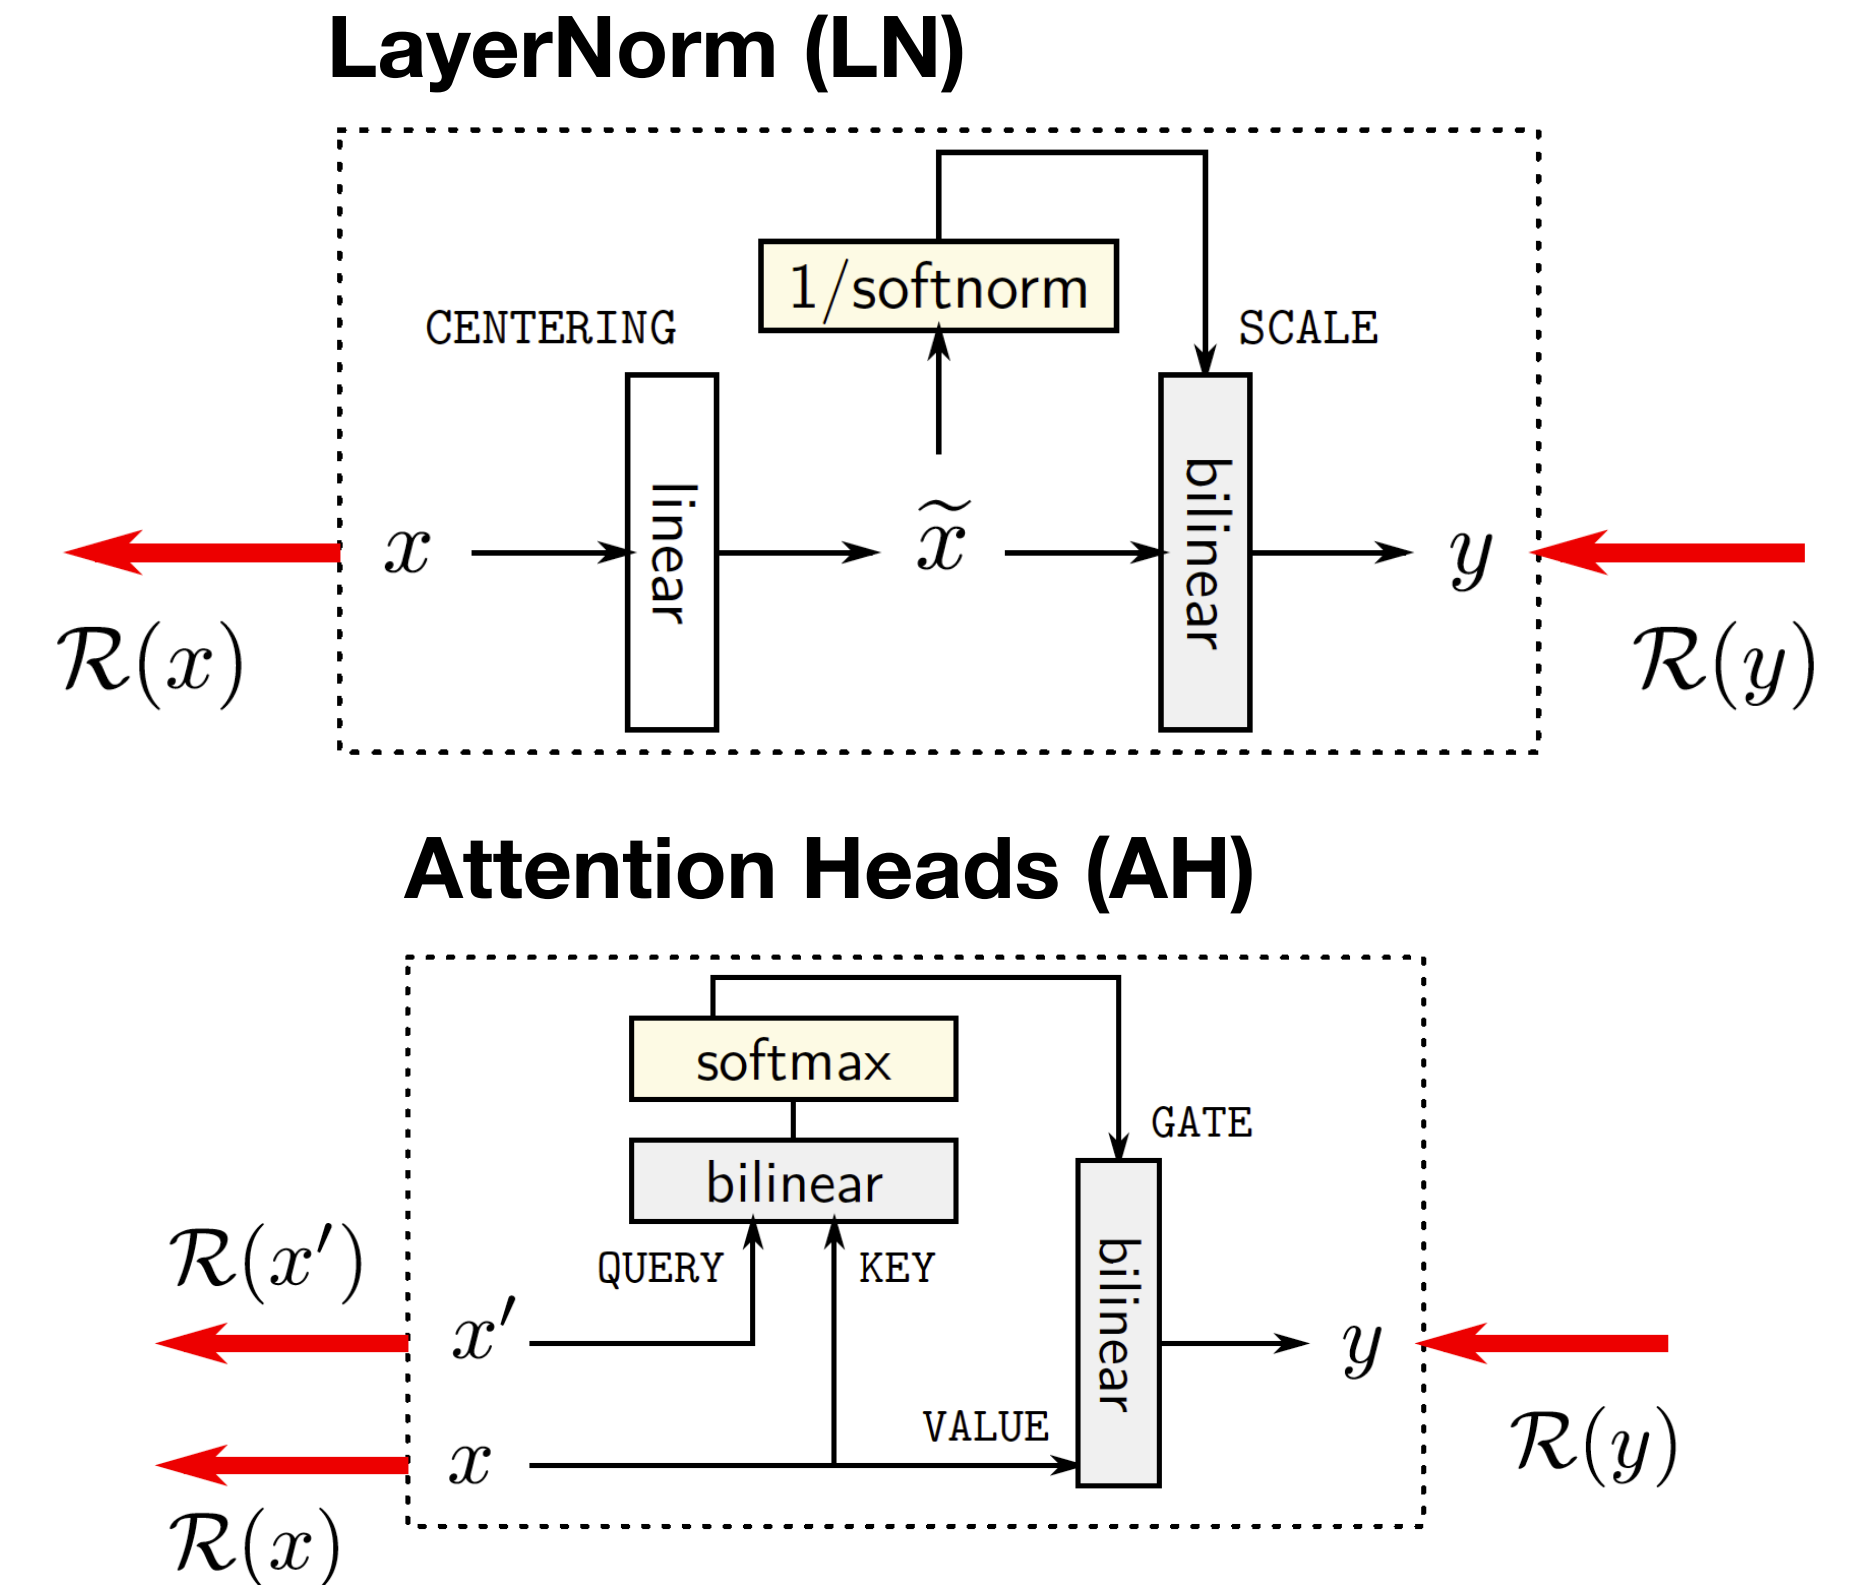 LayerNorm (LN)
1/softnorm
CENTERING
SCALE
linear
bilinear
x
x̃
y
R(x)
R(y)
Attention Heads (AH)
softmax
GATE
bilinear
bilinear
R(x′)
QUERY
KEY
x′
y
VALUE
x
R(y)
R(x)